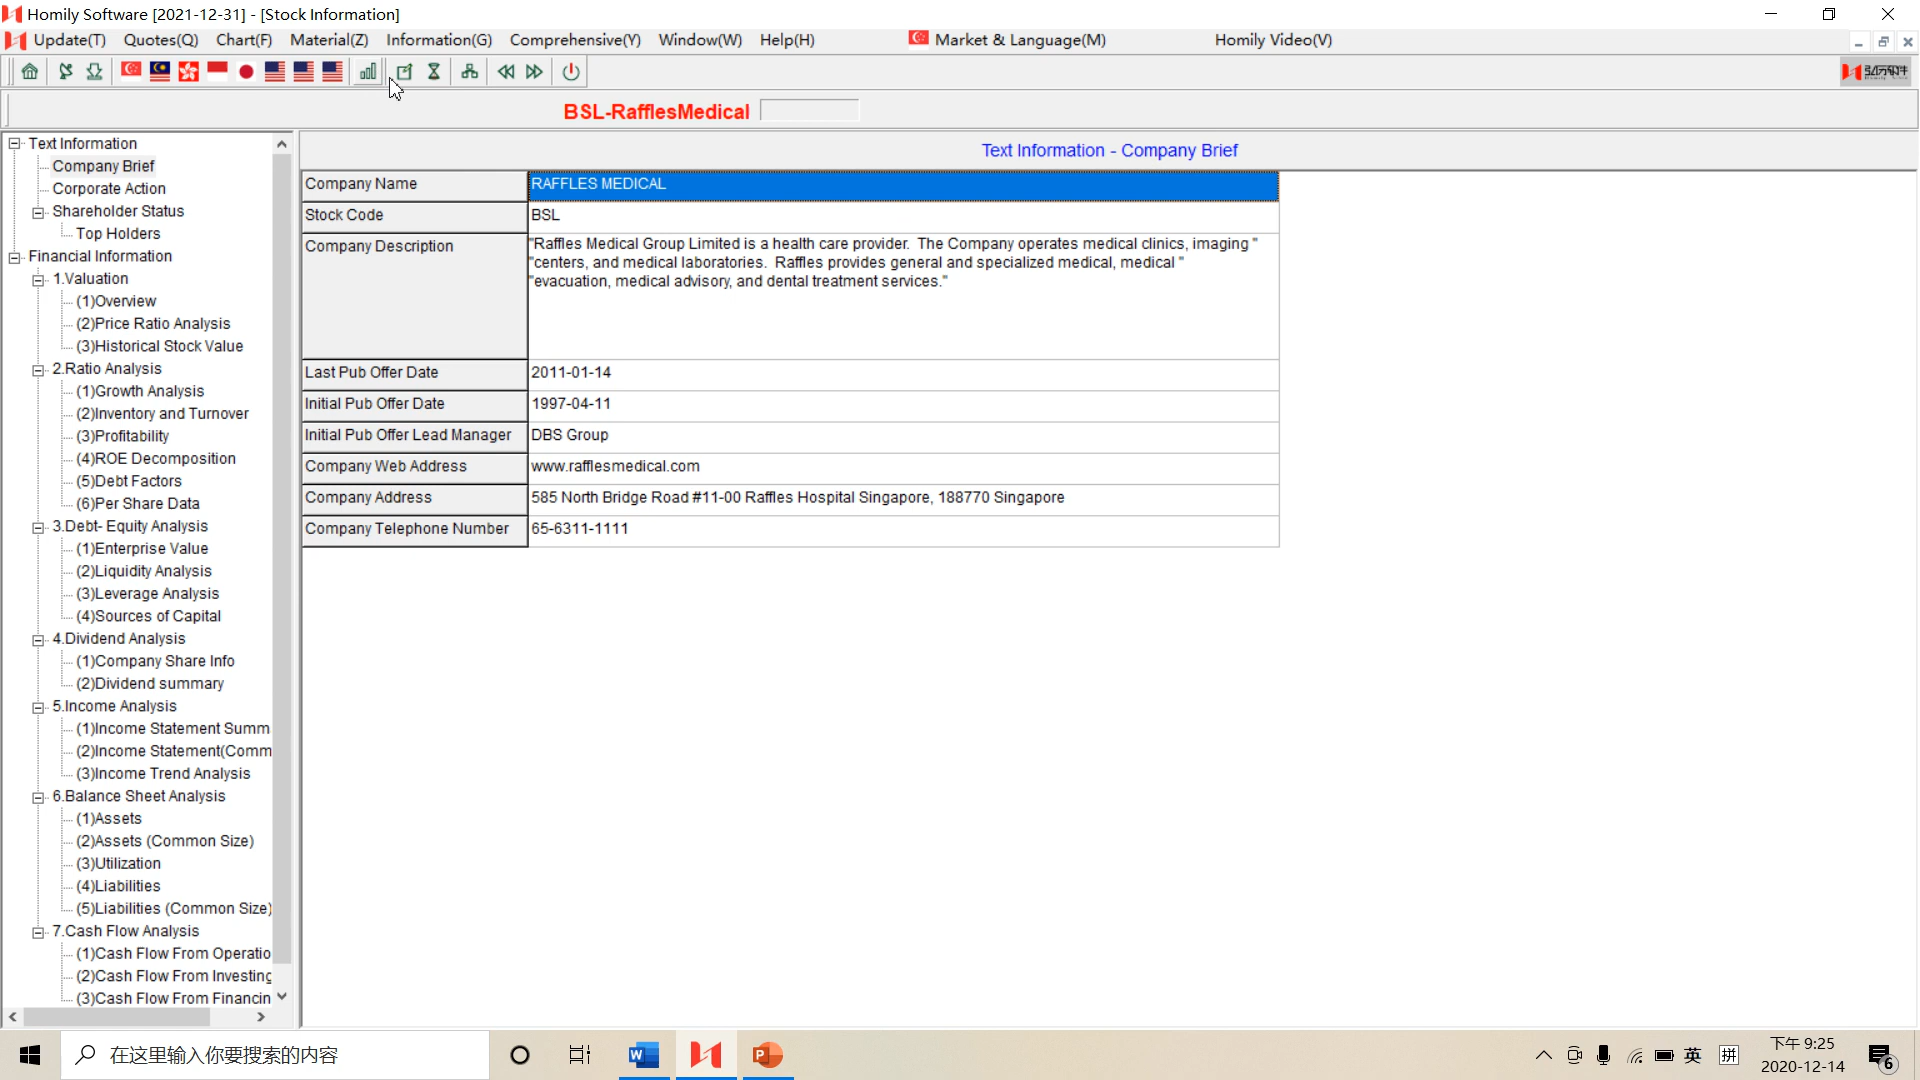 Homily Software [2021-12-31] - [Stock Information]
Update(T) Quotes(Q) Chart(F) Material(Z) Information(G) Comprehensive(Y) Window(W) Help(H) Market & Language(M) Homily Video(V)
弘历软件
BSL-RafflesMedical
Text Information
Company Brief
Corporate Action
Shareholder Status
Top Holders
Financial Information
1.Valuation
(1)Overview
(2)Price Ratio Analysis
(3)Historical Stock Value
2.Ratio Analysis
(1)Growth Analysis
(2)Inventory and Turnover
(3)Profitability
(4)ROE Decomposition
(5)Debt Factors
(6)Per Share Data
3.Debt- Equity Analysis
(1)Enterprise Value
(2)Liquidity Analysis
(3)Leverage Analysis
(4)Sources of Capital
4.Dividend Analysis
(1)Company Share Info
(2)Dividend summary
5.Income Analysis
(1)Income Statement Summ
(2)Income Statement(Comm
(3)Income Trend Analysis
6.Balance Sheet Analysis
(1)Assets
(2)Assets (Common Size)
(3)Utilization
(4)Liabilities
(5)Liabilities (Common Size)
7.Cash Flow Analysis
(1)Cash Flow From Operatio
(2)Cash Flow From Investing
(3)Cash Flow From Financin
Text Information - Company Brief
Company Name RAFFLES MEDICAL
Stock Code BSL
Company Description "Raffles Medical Group Limited is a health care provider. The Company operates medical clinics, imaging "
"centers, and medical laboratories. Raffles provides general and specialized medical, medical "
"evacuation, medical advisory, and dental treatment services."
Last Pub Offer Date 2011-01-14
Initial Pub Offer Date 1997-04-11
Initial Pub Offer Lead Manager DBS Group
Company Web Address www.rafflesmedical.com
Company Address 585 North Bridge Road #11-00 Raffles Hospital Singapore, 188770 Singapore
Company Telephone Number 65-6311-1111
在这里输入你要搜索的内容
英 拼
下午 9:25
2020-12-14
6